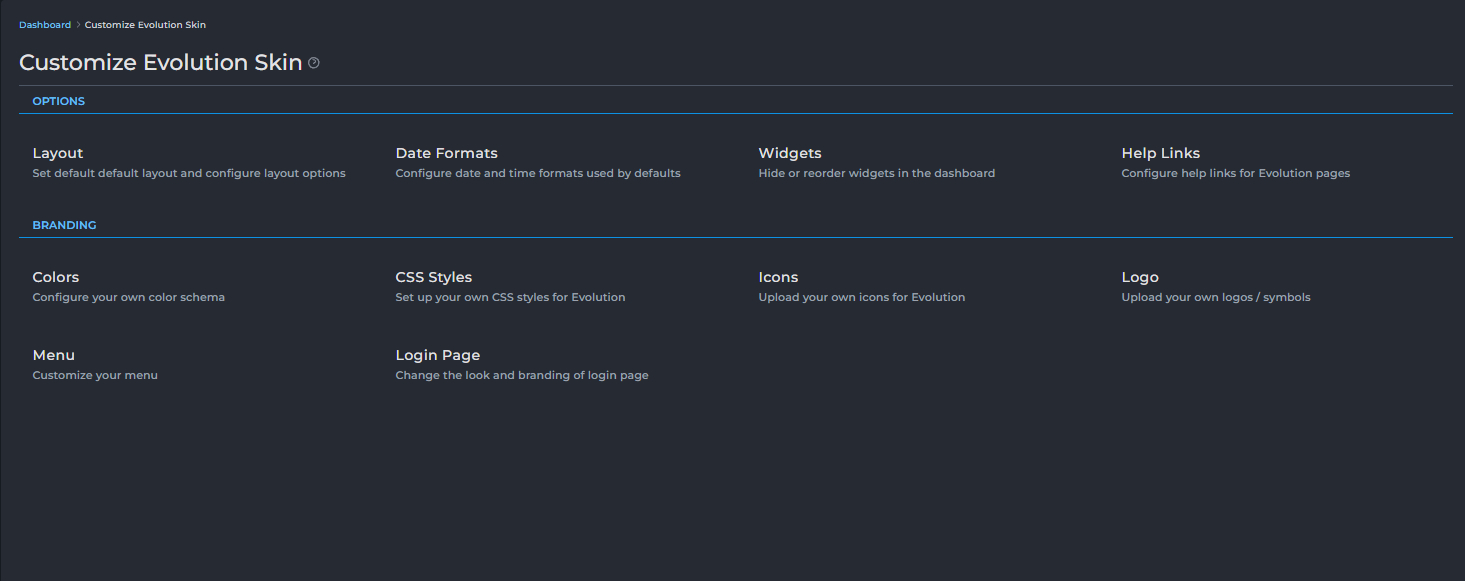 Dashboard > Customize Evolution Skin
Customize Evolution Skin
OPTIONS
Layout
Set default default layout and configure layout options
Date Formats
Configure date and time formats used by defaults
Widgets
Hide or reorder widgets in the dashboard
Help Links
Configure help links for Evolution pages
BRANDING
Colors
Configure your own color schema
CSS Styles
Set up your own CSS styles for Evolution
Icons
Upload your own icons for Evolution
Logo
Upload your own logos / symbols
Menu
Customize your menu
Login Page
Change the look and branding of login page